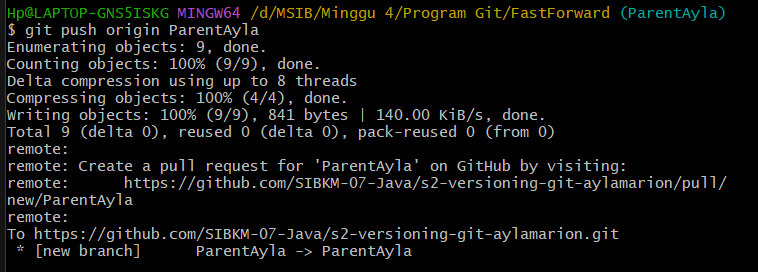 Hp@LAPTOP-GNS5ISKG MINGW64 /d/MSIB/Minggu 4/Program Git/FastForward (ParentAyla)
$ git push origin ParentAyla
Enumerating objects: 9, done.
Counting objects: 100% (9/9), done.
Delta compression using up to 8 threads
Compressing objects: 100% (4/4), done.
Writing objects: 100% (9/9), 841 bytes | 140.00 KiB/s, done.
Total 9 (delta 0), reused 0 (delta 0), pack-reused 0 (from 0)
remote:
remote: Create a pull request for 'ParentAyla' on GitHub by visiting:
remote:      https://github.com/SIBKM-07-Java/s2-versioning-git-aylamarion/pull/
new/ParentAyla
remote:
To https://github.com/SIBKM-07-Java/s2-versioning-git-aylamarion.git
 * [new branch]      ParentAyla -> ParentAyla